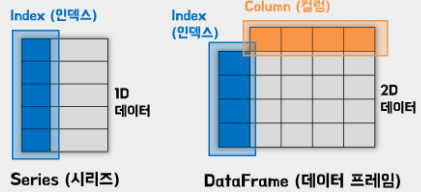 Index (인덱스)
1D
데이터
Series (시리즈)
Column (컬럼)
Index
(인덱스)
2D
데이터
DataFrame (데이터 프레임)